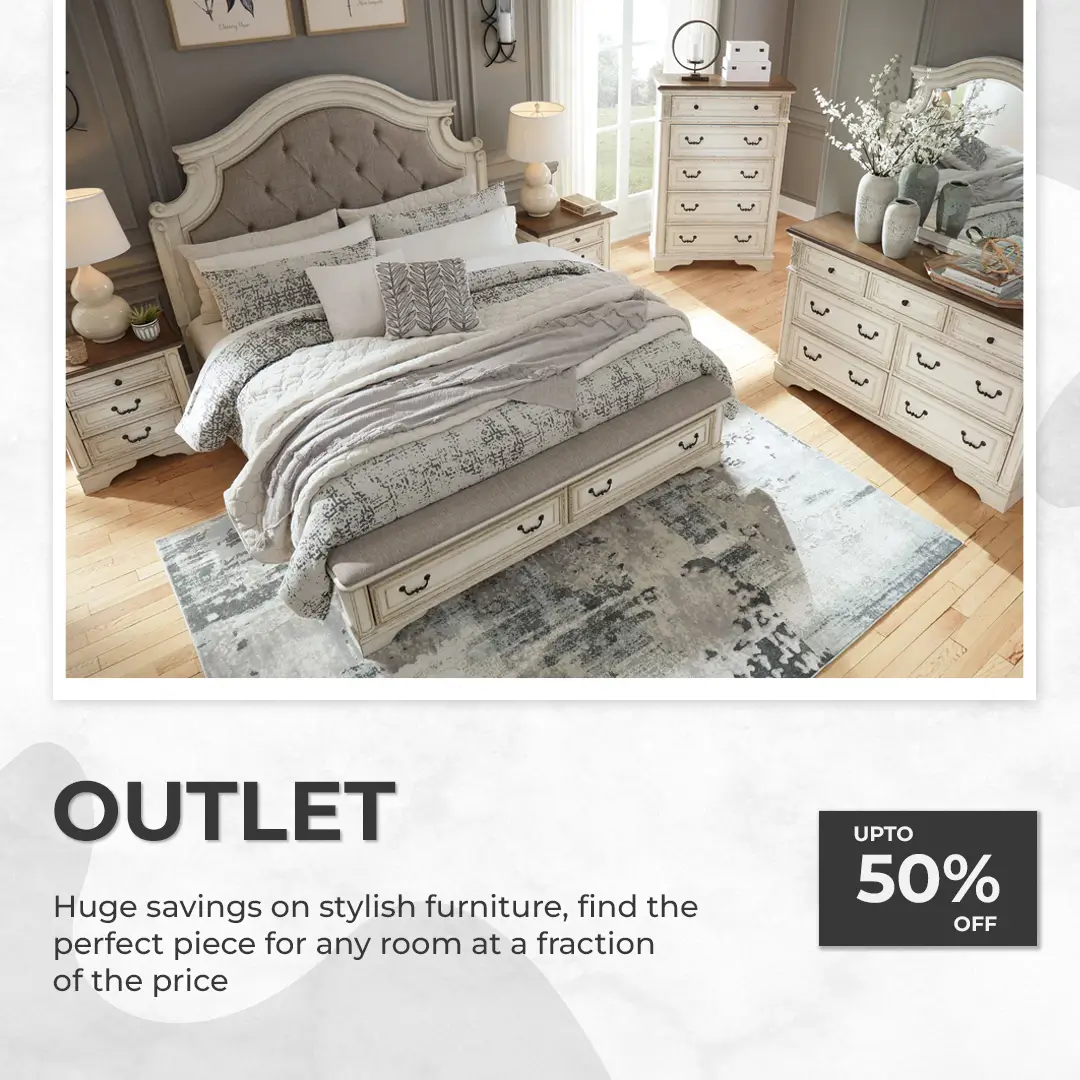 OUTLET
Huge savings on stylish furniture, find the
perfect piece for any room at a fraction
of the price
UPTO
50%
OFF